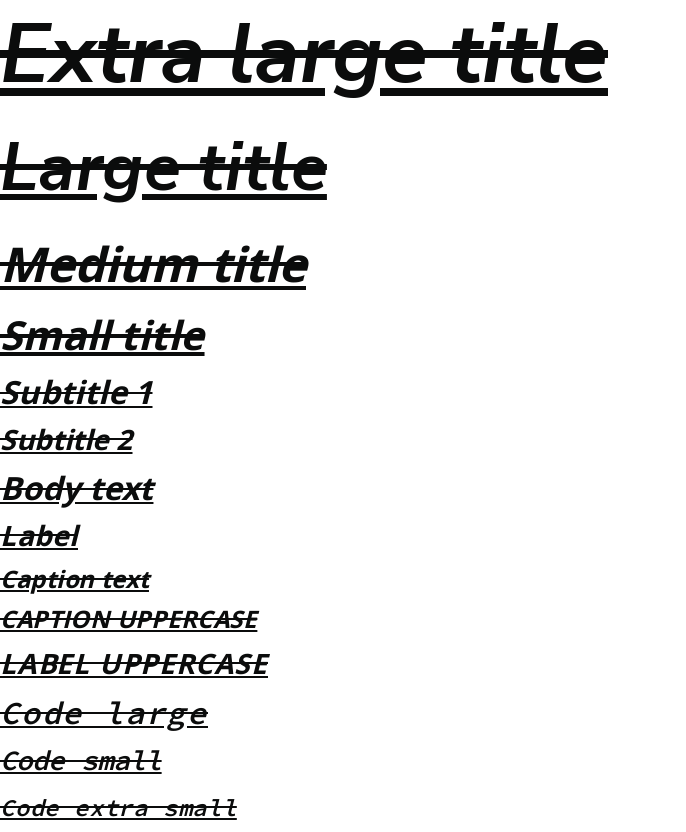 Extra large title
Large title
Medium title
Small title
Subtitle 1
Subtitle 2
Body text
Label
Caption text
CAPTION UPPERCASE
LABEL UPPERCASE
Code large
Code small
Code extra small